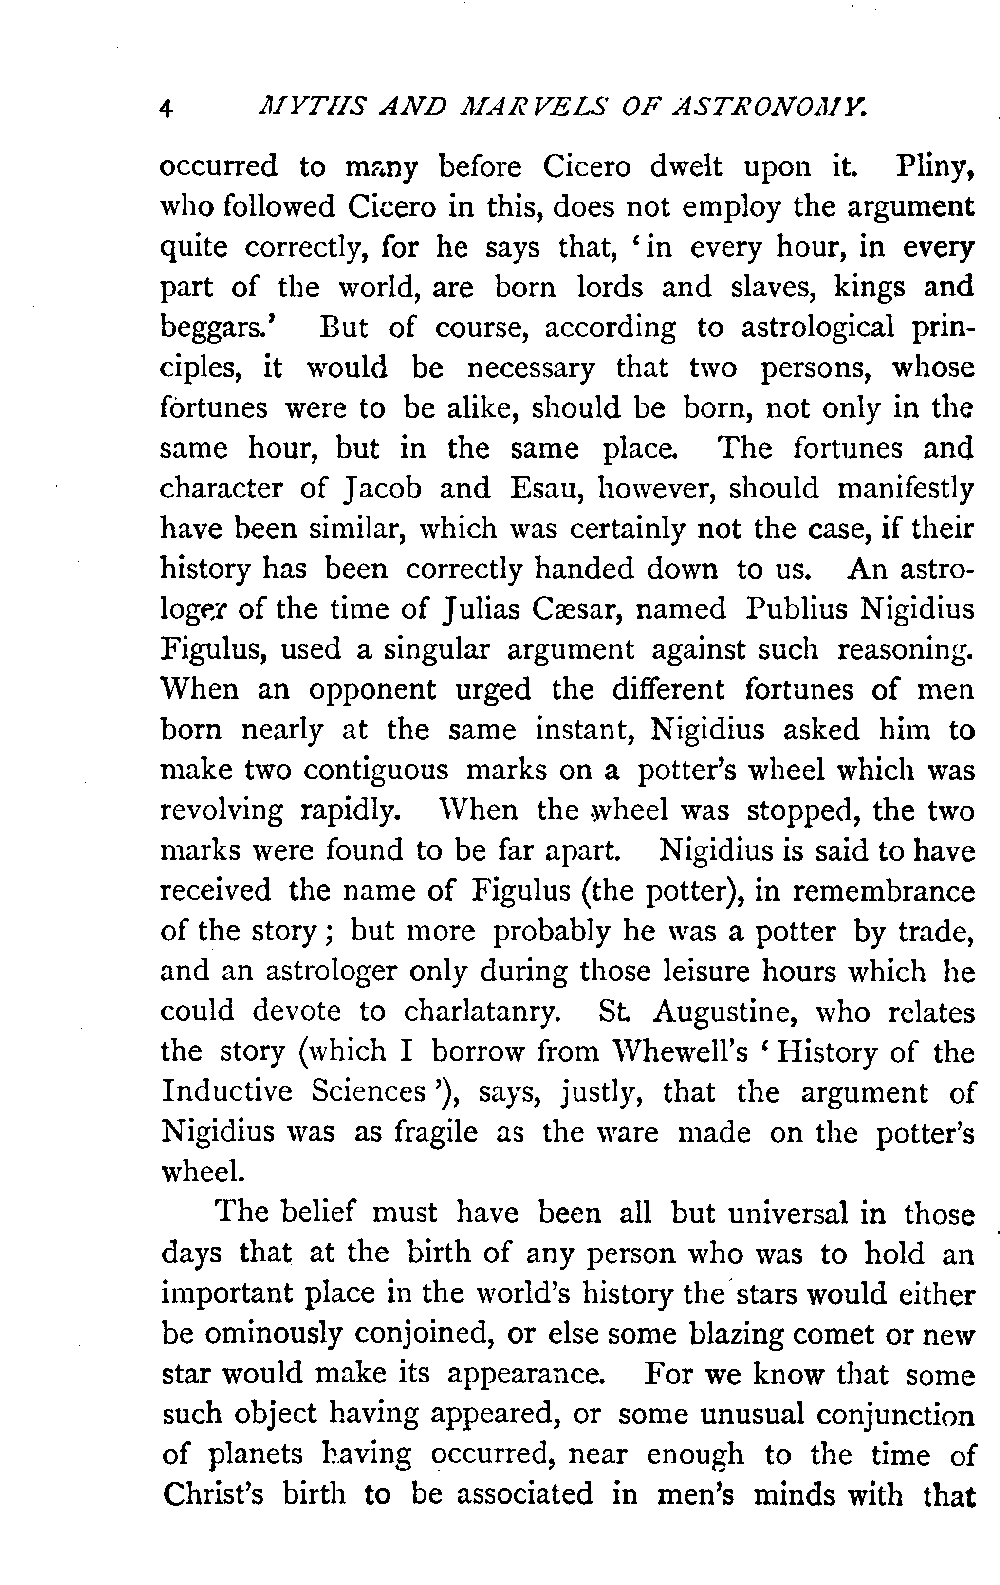 4 MYTHS AND MARVELS OF ASTRONOMY.
occurred to many before Cicero dwelt upon it. Pliny,
who followed Cicero in this, does not employ the argument
quite correctly, for he says that, ‘in every hour, in every
part of the world, are born lords and slaves, kings and
beggars.’ But of course, according to astrological prin-
ciples, it would be necessary that two persons, whose
fortunes were to be alike, should be born, not only in the
same hour, but in the same place. The fortunes and
character of Jacob and Esau, however, should manifestly
have been similar, which was certainly not the case, if their
history has been correctly handed down to us. An astro-
loger of the time of Julias Cæsar, named Publius Nigidius
Figulus, used a singular argument against such reasoning.
When an opponent urged the different fortunes of men
born nearly at the same instant, Nigidius asked him to
make two contiguous marks on a potter’s wheel which was
revolving rapidly. When the wheel was stopped, the two
marks were found to be far apart. Nigidius is said to have
received the name of Figulus (the potter), in remembrance
of the story; but more probably he was a potter by trade,
and an astrologer only during those leisure hours which he
could devote to charlatanry. St. Augustine, who relates
the story (which I borrow from Whewell’s ‘History of the
Inductive Sciences’), says, justly, that the argument of
Nigidius was as fragile as the ware made on the potter’s
wheel.
The belief must have been all but universal in those
days that at the birth of any person who was to hold an
important place in the world’s history the stars would either
be ominously conjoined, or else some blazing comet or new
star would make its appearance. For we know that some
such object having appeared, or some unusual conjunction
of planets having occurred, near enough to the time of
Christ’s birth to be associated in men’s minds with that